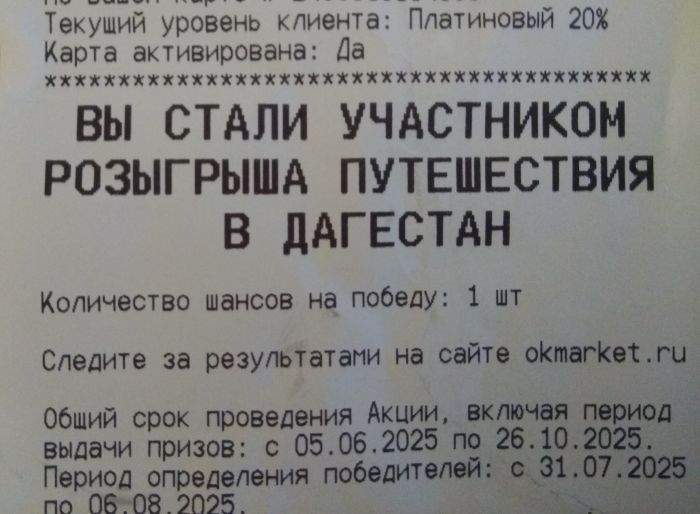 Текущий уровень клиента: Платиновый 20%
Карта активирована: Да
*****************************************
ВЫ СТАЛИ УЧАСТНИКОМ
РОЗЫГРЫША ПУТЕШЕСТВИЯ
В ДАГЕСТАН
Количество шансов на победу: 1 шт
Следите за результатами на сайте okmarket.ru
Общий срок проведения Акции, включая период
выдачи призов: с 05.06.2025 по 26.10.2025.
Период определения победителей: с 31.07.2025
по 06.08.2025.